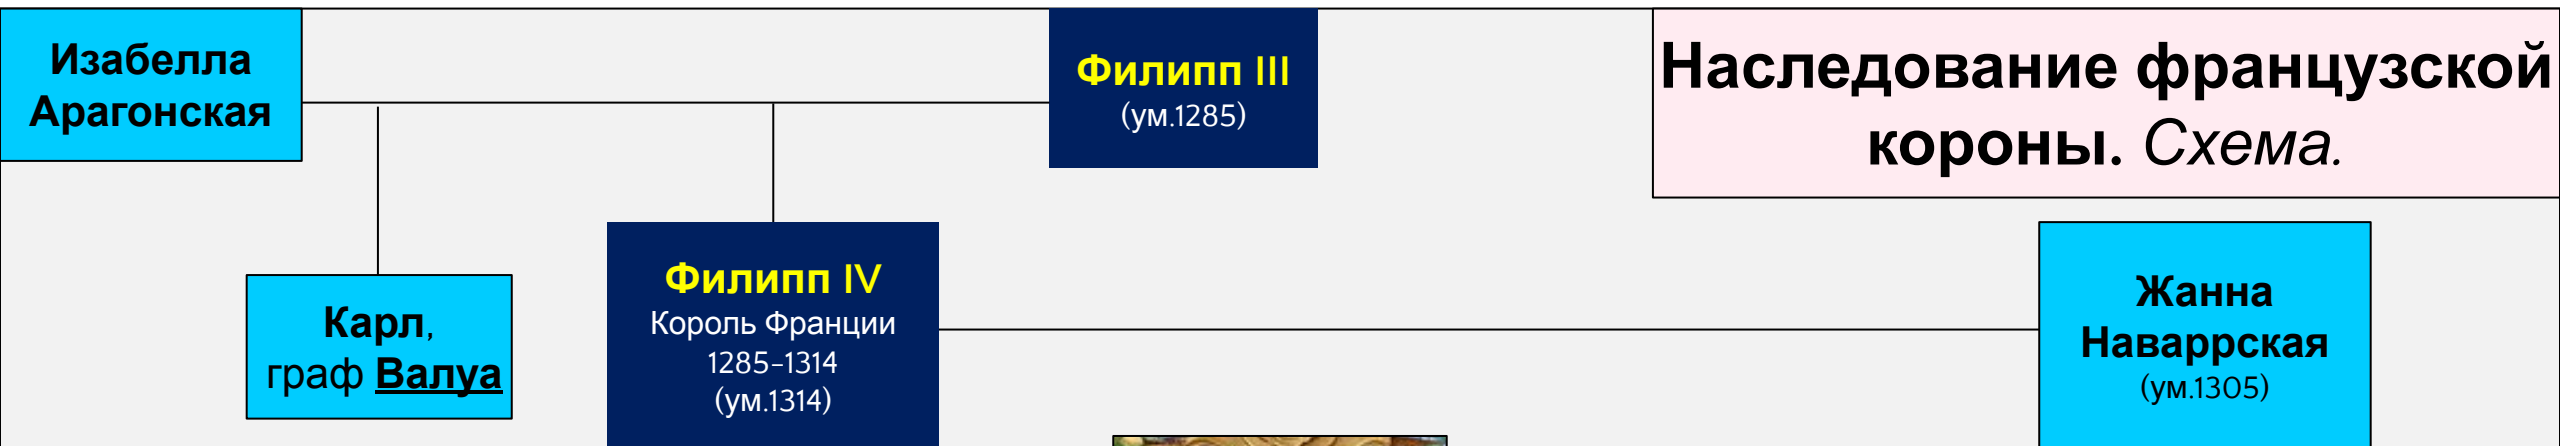 Изабелла
Арагонская
Филипп III
(ум.1285)
Наследование французской
короны. Схема.
Карл,
граф Валуа
Филипп IV
Король Франции
1285-1314
(ум.1314)
Жанна
Наваррская
(ум.1305)